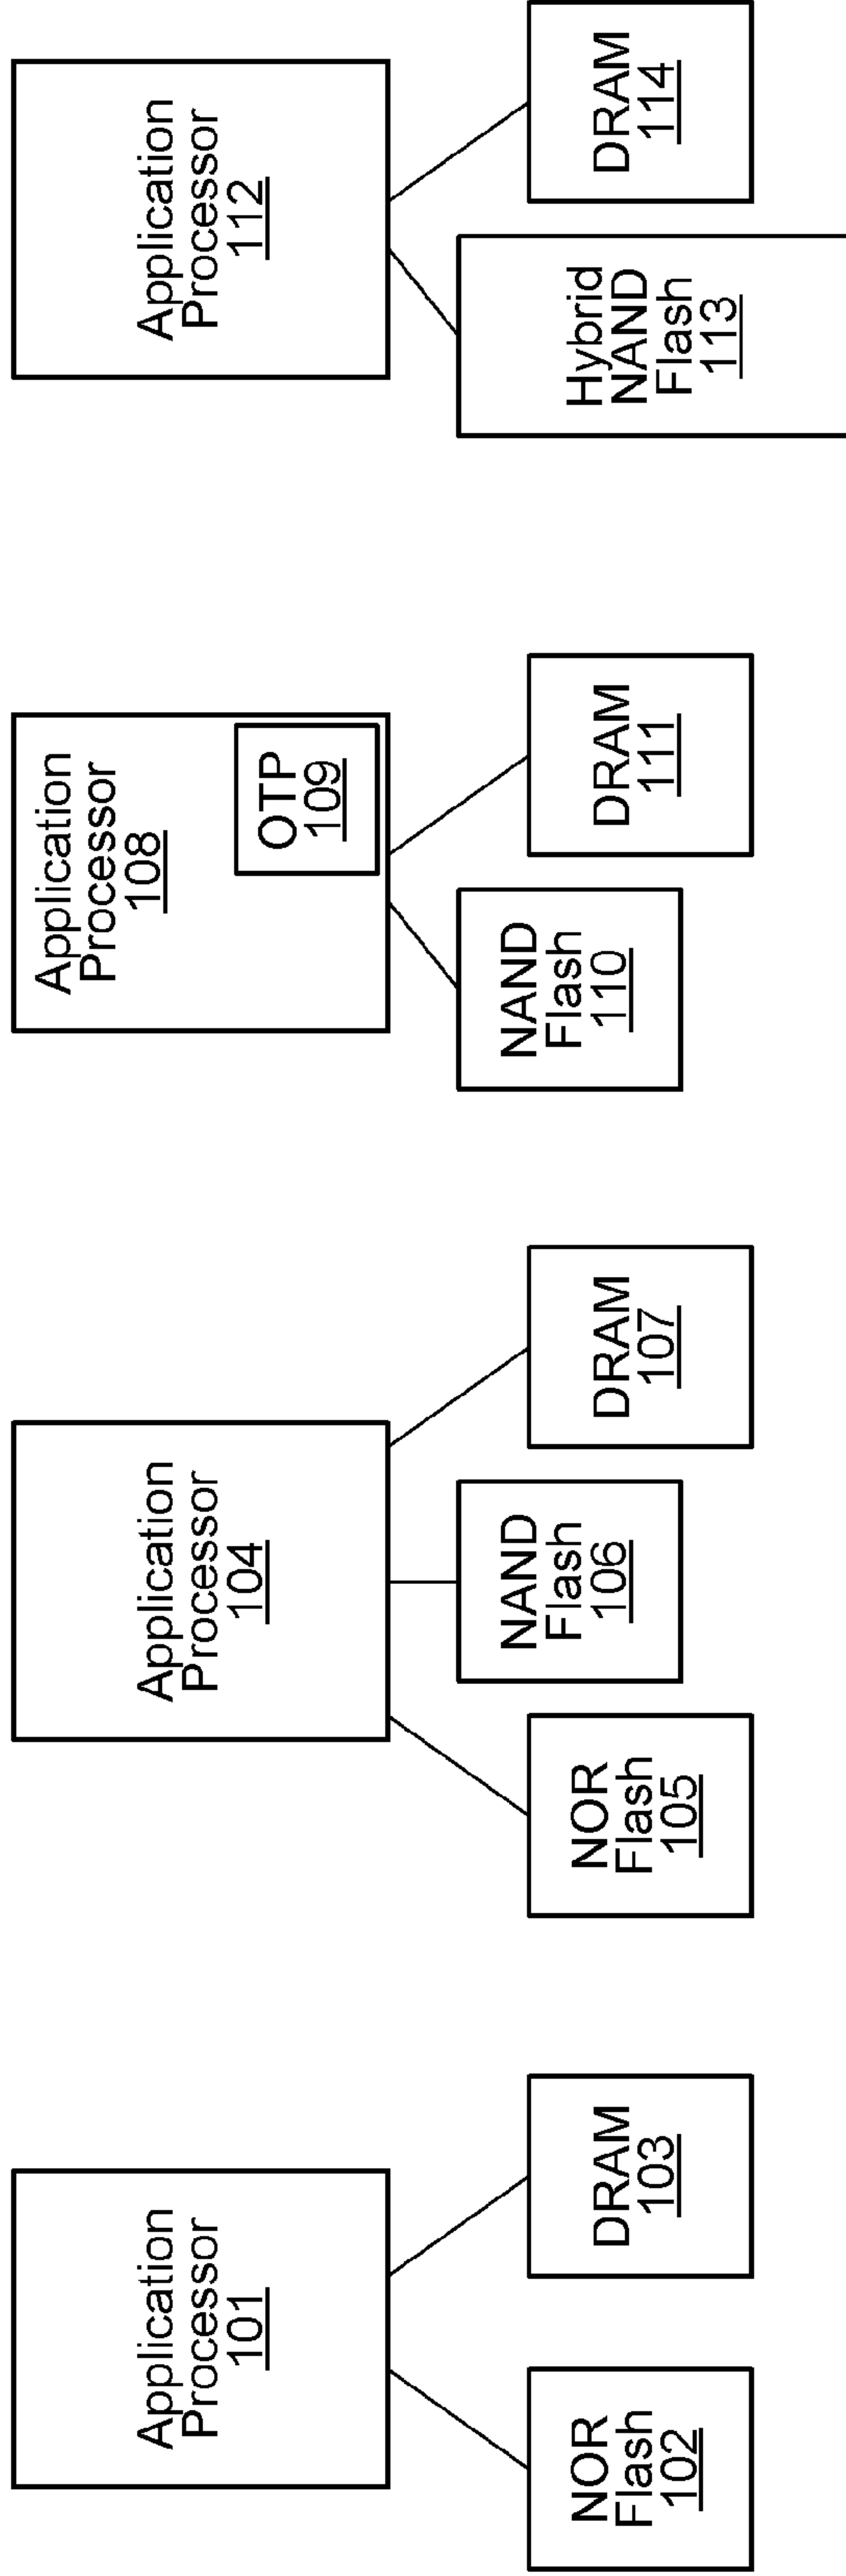 Application
Processor
101
NOR
Flash
102
DRAM
103
Application
Processor
104
NOR
Flash
105
NAND
Flash
106
DRAM
107
Application
Processor
108
OTP
109
NAND
Flash
110
DRAM
111
Application
Processor
112
Hybrid
NAND
Flash
113
DRAM
114